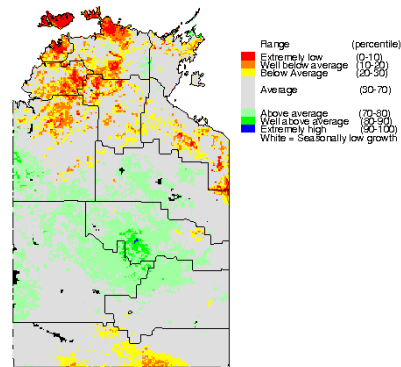 Range (percentile)
Extremely low (0-10)
Well below average (10-20)
Below Average (20-30)
Average (30-70)
Above average (70-80)
Well above average (80-90)
Extremely high (90-100)
White = Seasonally low growth